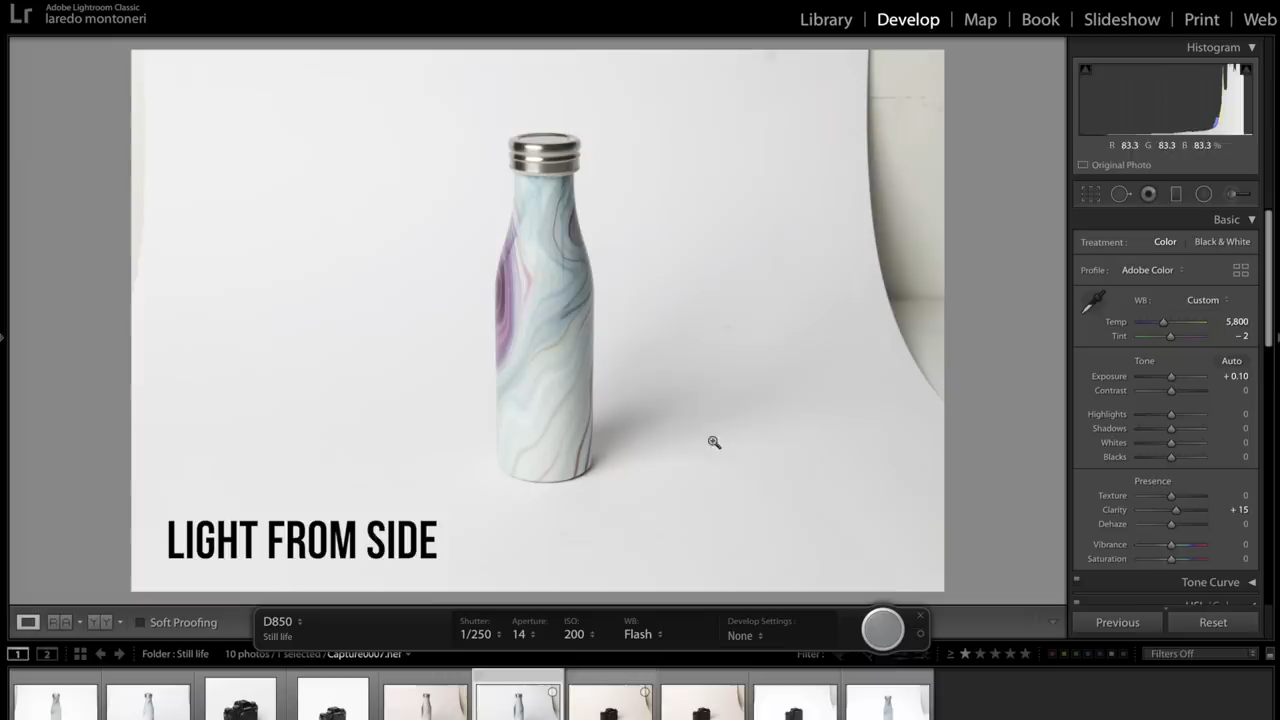 Lr Adobe Lightroom Classic
laredo montoneri
Library | Develop | Map | Book | Slideshow | Print | Web
Histogram
R 83.3 G 83.3 B 83.3 %
Original Photo
Basic
Treatment : Color | Black & White
Profile : Adobe Color
WB : Custom
Temp 5,800
Tint – 2
Tone Auto
Exposure + 0.10
Contrast 0
Highlights 0
Shadows 0
Whites 0
Blacks 0
Presence
Texture 0
Clarity + 15
Dehaze 0
Vibrance 0
Saturation 0
Tone Curve
LIGHT FROM SIDE
Soft Proofing
D850
Still life
Shutter: Aperture: ISO: WB: Develop Settings :
1/250 14 200 Flash None
Previous Reset
1 2 Folder : Still life 10 photos / 1 selected / Capture0007.nef Filter : Filters Off